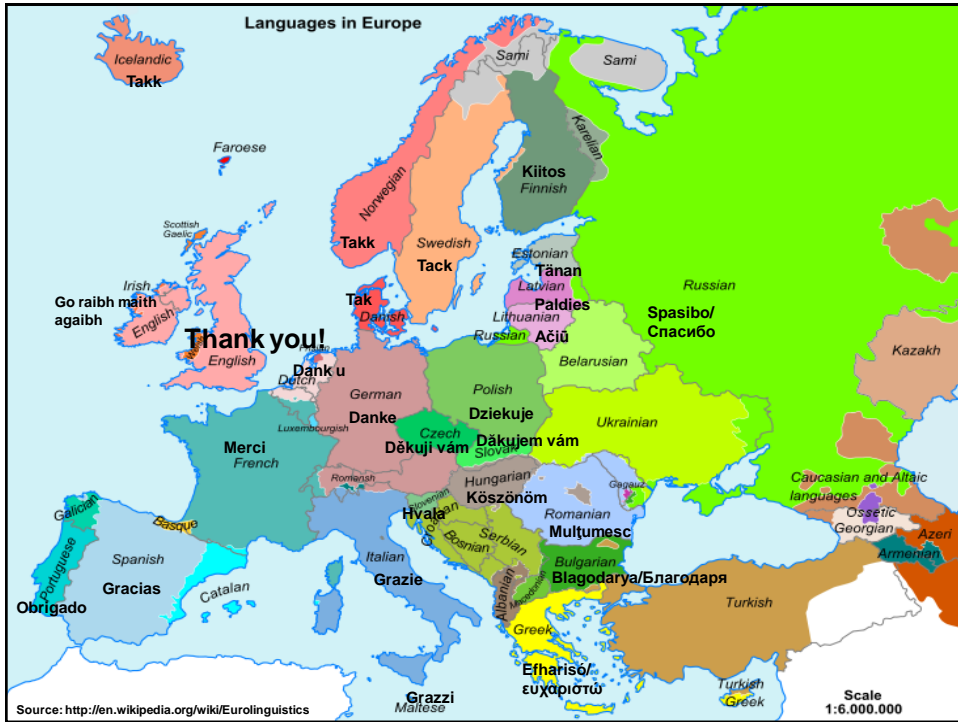 Languages in Europe
Icelandic
Takk
Sami
Sami
Faroese
Karelian
Kiitos
Finnish
Norwegian
Takk
Swedish
Tack
Scottish
Gaelic
Estonian
Tänan
Latvian
Paldies
Lithuanian
Ačiū
Russian
Russian
Spasibo/
Спасибо
Irish
Go raibh maith
agaibh
English
Tak
Danish
Thank you!
Welsh
English
Frisian
Dank u
Dutch
Belarusian
Kazakh
German
Danke
Polish
Dziekuje
Luxembourgish
Czech
Děkuji vám
Slovak
Dăkujem vám
Ukrainian
Merci
French
Romansh
Hungarian
Köszönöm
Gagauz
Romanian
Mulţumesc
Caucasian and Altaic
languages
Ossetic
Georgian
Azeri
Armenian
Slovenian
Hvala
Croatian
Bosnian
Serbian
Galician
Basque
Portuguese
Obrigado
Spanish
Gracias
Catalan
Italian
Grazie
Bulgarian
Blagodarya/Благодаря
Albanian
Macedonian
Turkish
Greek
Efharisó/
ευχαριστώ
Grazzi
Maltese
Turkish
Greek
Scale
1:6.000.000
Source: http://en.wikipedia.org/wiki/Eurolinguistics